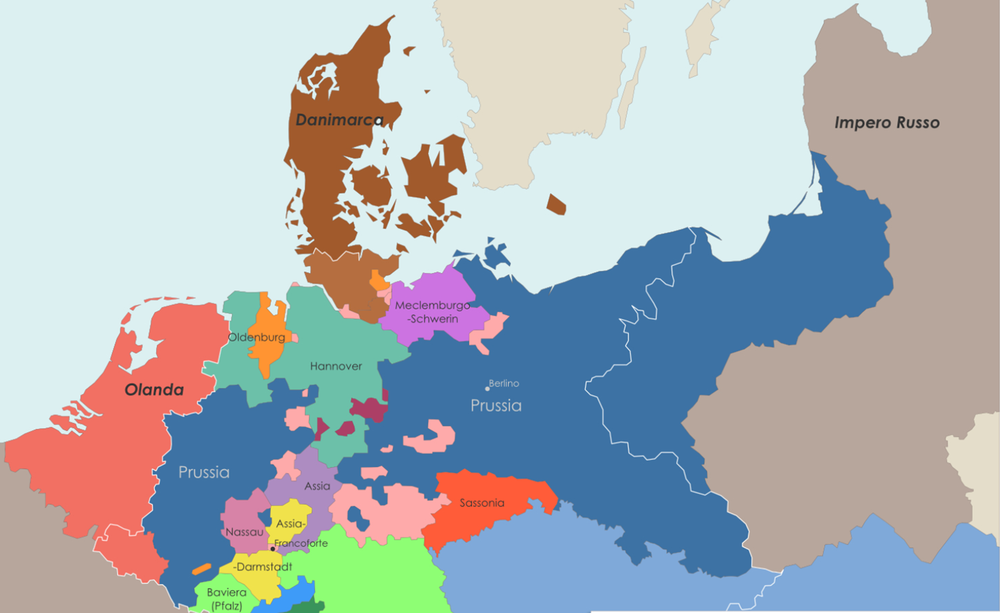 Danimarca
Impero Russo
Meclemburgo
-Schwerin
Oldenburg
Hannover
Olanda
Berlino
Prussia
Prussia
Assia
Sassonia
Assia-
Nassau
Francoforte
-Darmstadt
Baviera
(Pfalz)